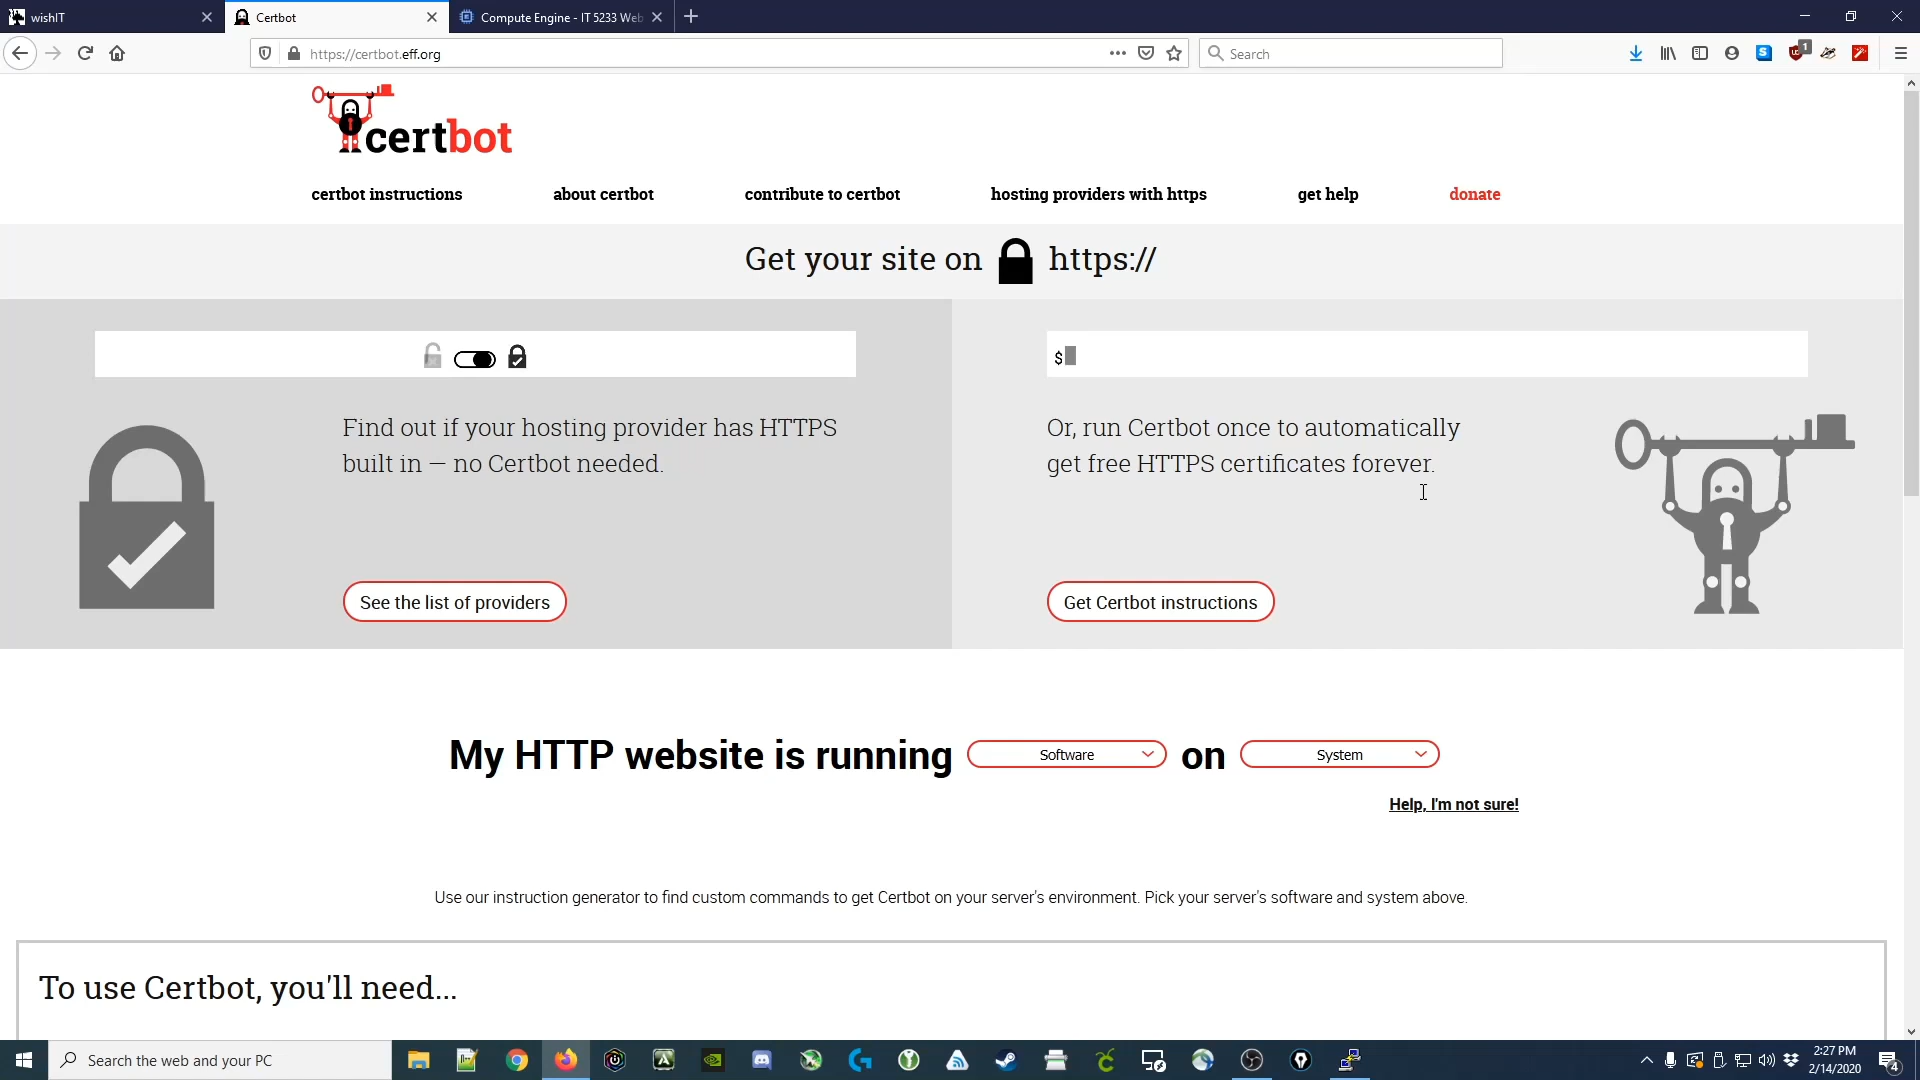 wishIT
Certbot
Compute Engine - IT 5233 Web
https://certbot.eff.org
Search
1
certbot
certbot instructions
about certbot
contribute to certbot
hosting providers with https
get help
donate
Get your site on https://
$
Find out if your hosting provider has HTTPS
built in — no Certbot needed.
See the list of providers
Or, run Certbot once to automatically
get free HTTPS certificates forever.
Get Certbot instructions
My HTTP website is running Software on System
Help, I'm not sure!
Use our instruction generator to find custom commands to get Certbot on your server's environment. Pick your server's software and system above.
To use Certbot, you'll need...
Search the web and your PC
2:27 PM
2/14/2020
4